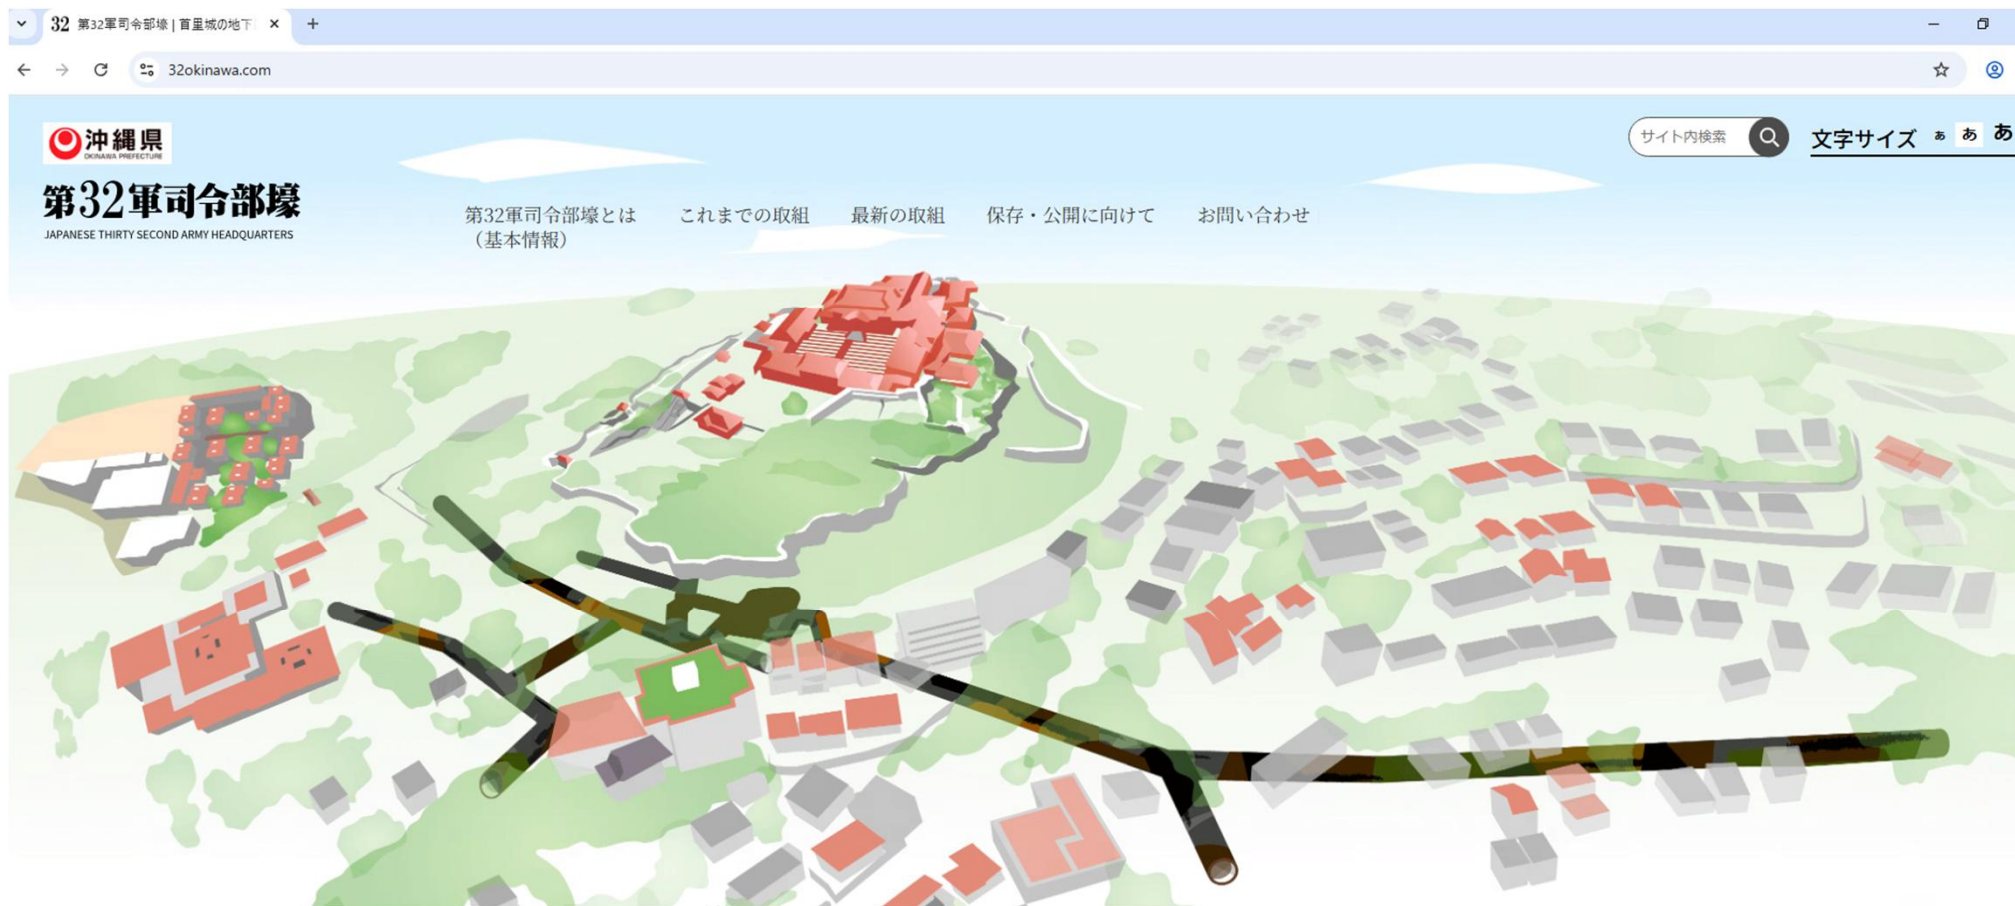 32 第32軍司令部壕 | 首里城の地下
32okinawa.com
沖縄県
OKINAWA PREFECTURE
サイト内検索
文字サイズ あ あ あ
第32軍司令部壕
JAPANESE THIRTY SECOND ARMY HEADQUARTERS
第32軍司令部壕とは
（基本情報）
これまでの取組
最新の取組
保存・公開に向けて
お問い合わせ